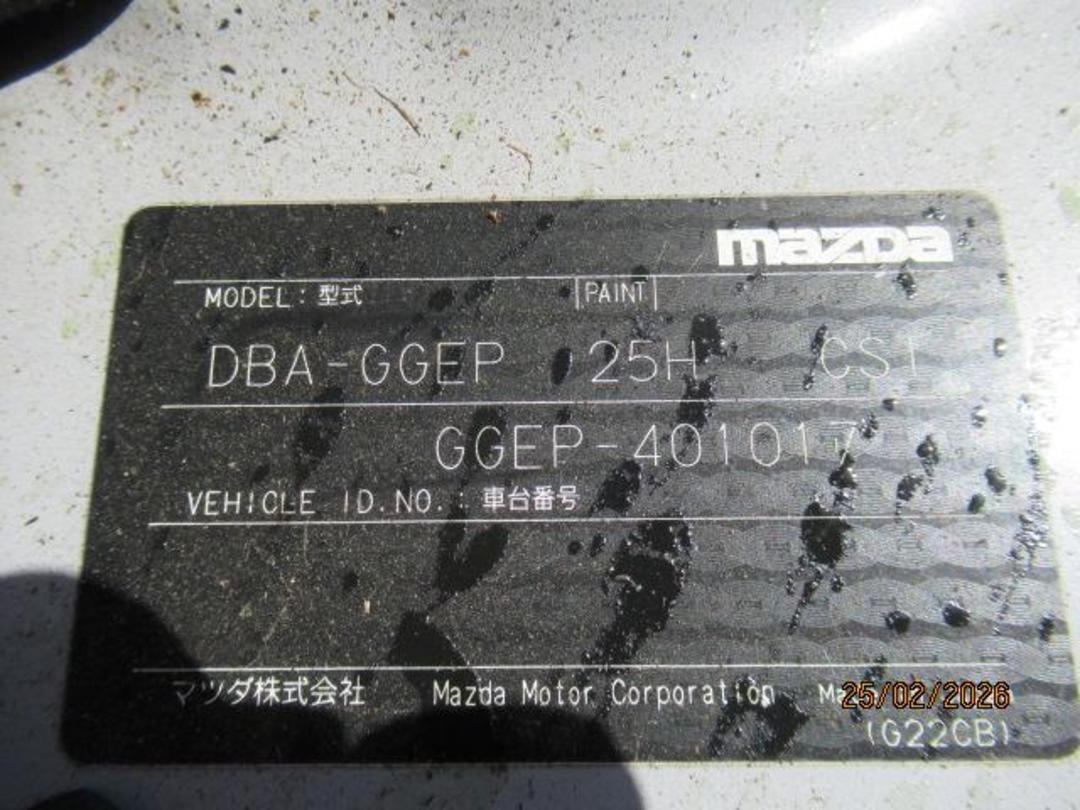 mazda
MODEL : 型式 PAINT
DBA-GGEP 25H CS1
GGEP-401017
VEHICLE ID.NO. : 車台番号
マツダ株式会社 Mazda Motor Corporation
25/02/2026
(G22CB)